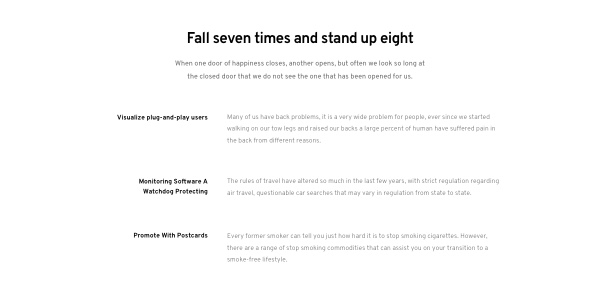 Fall seven times and stand up eight
When one door of happiness closes, another opens, but often we look so long at
the closed door that we do not see the one that has been opened for us.
Visualize plug-and-play users
Many of us have back problems, it is a very wide problem for people, ever since we started
walking on our tow legs and raised our backs a large percent of human have suffered pain in
the back from different reasons.
Monitoring Software A
Watchdog Protecting
The rules of travel have altered so much in the last few years, with strict regulation regarding
air travel, questionable car searches that may vary in regulation from state to state.
Promote With Postcards
Every former smoker can tell you just how hard it is to stop smoking cigarettes. However,
there are a range of stop smoking commodities that can assist you on your transition to a
smoke-free lifestyle.